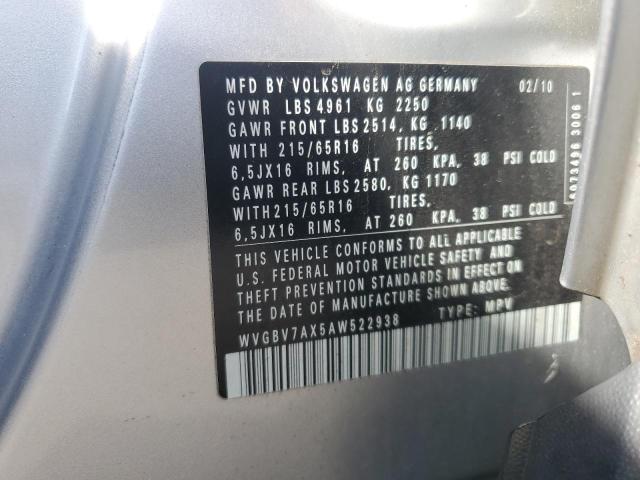 MFD BY VOLKSWAGEN AG GERMANY 02/10
GVWR LBS 4961 KG 2250
GAWR FRONT LBS 2514, KG 1140
WITH 215/65R16 TIRES,
6,5JX16 RIMS, AT 260 KPA, 38 PSI COLD
GAWR REAR LBS 2580, KG 1170
WITH 215/65R16 TIRES,
6,5JX16 RIMS, AT 260 KPA, 38 PSI COLD
THIS VEHICLE CONFORMS TO ALL APPLICABLE
U.S. FEDERAL MOTOR VEHICLE SAFETY AND
THEFT PREVENTION STANDARDS IN EFFECT ON
THE DATE OF MANUFACTURE SHOWN ABOVE.
WVGBV7AX5AW522938 TYPE: MPV